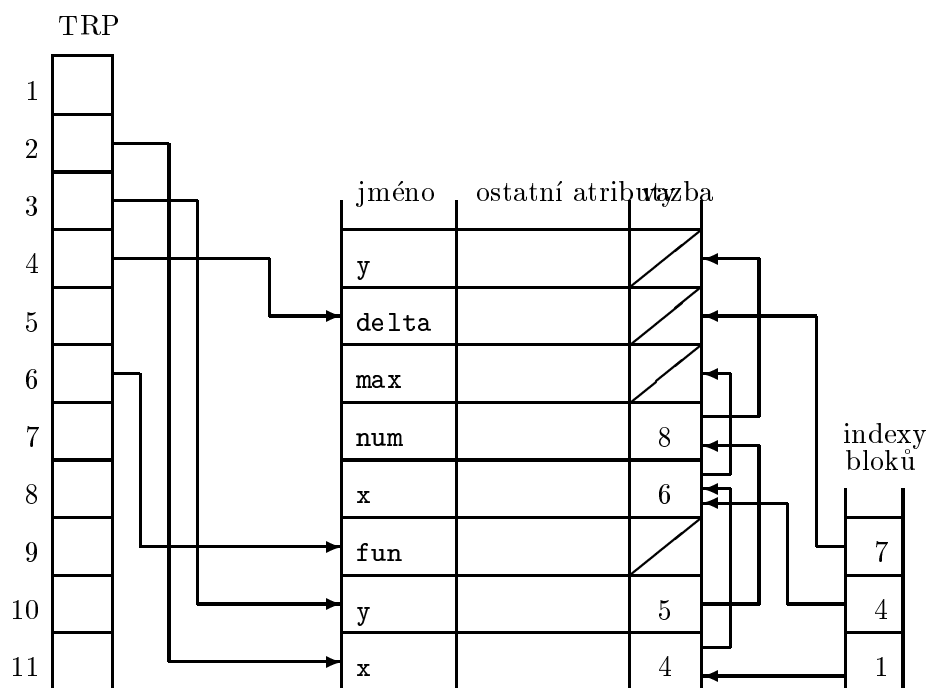 TRP
1
2
3
4
5
6
7
8
9
10
11
jméno ostatní atributy vazba
y
delta
max
num 8
x 6
fun
y 5
x 4
indexy
bloků
7
4
1